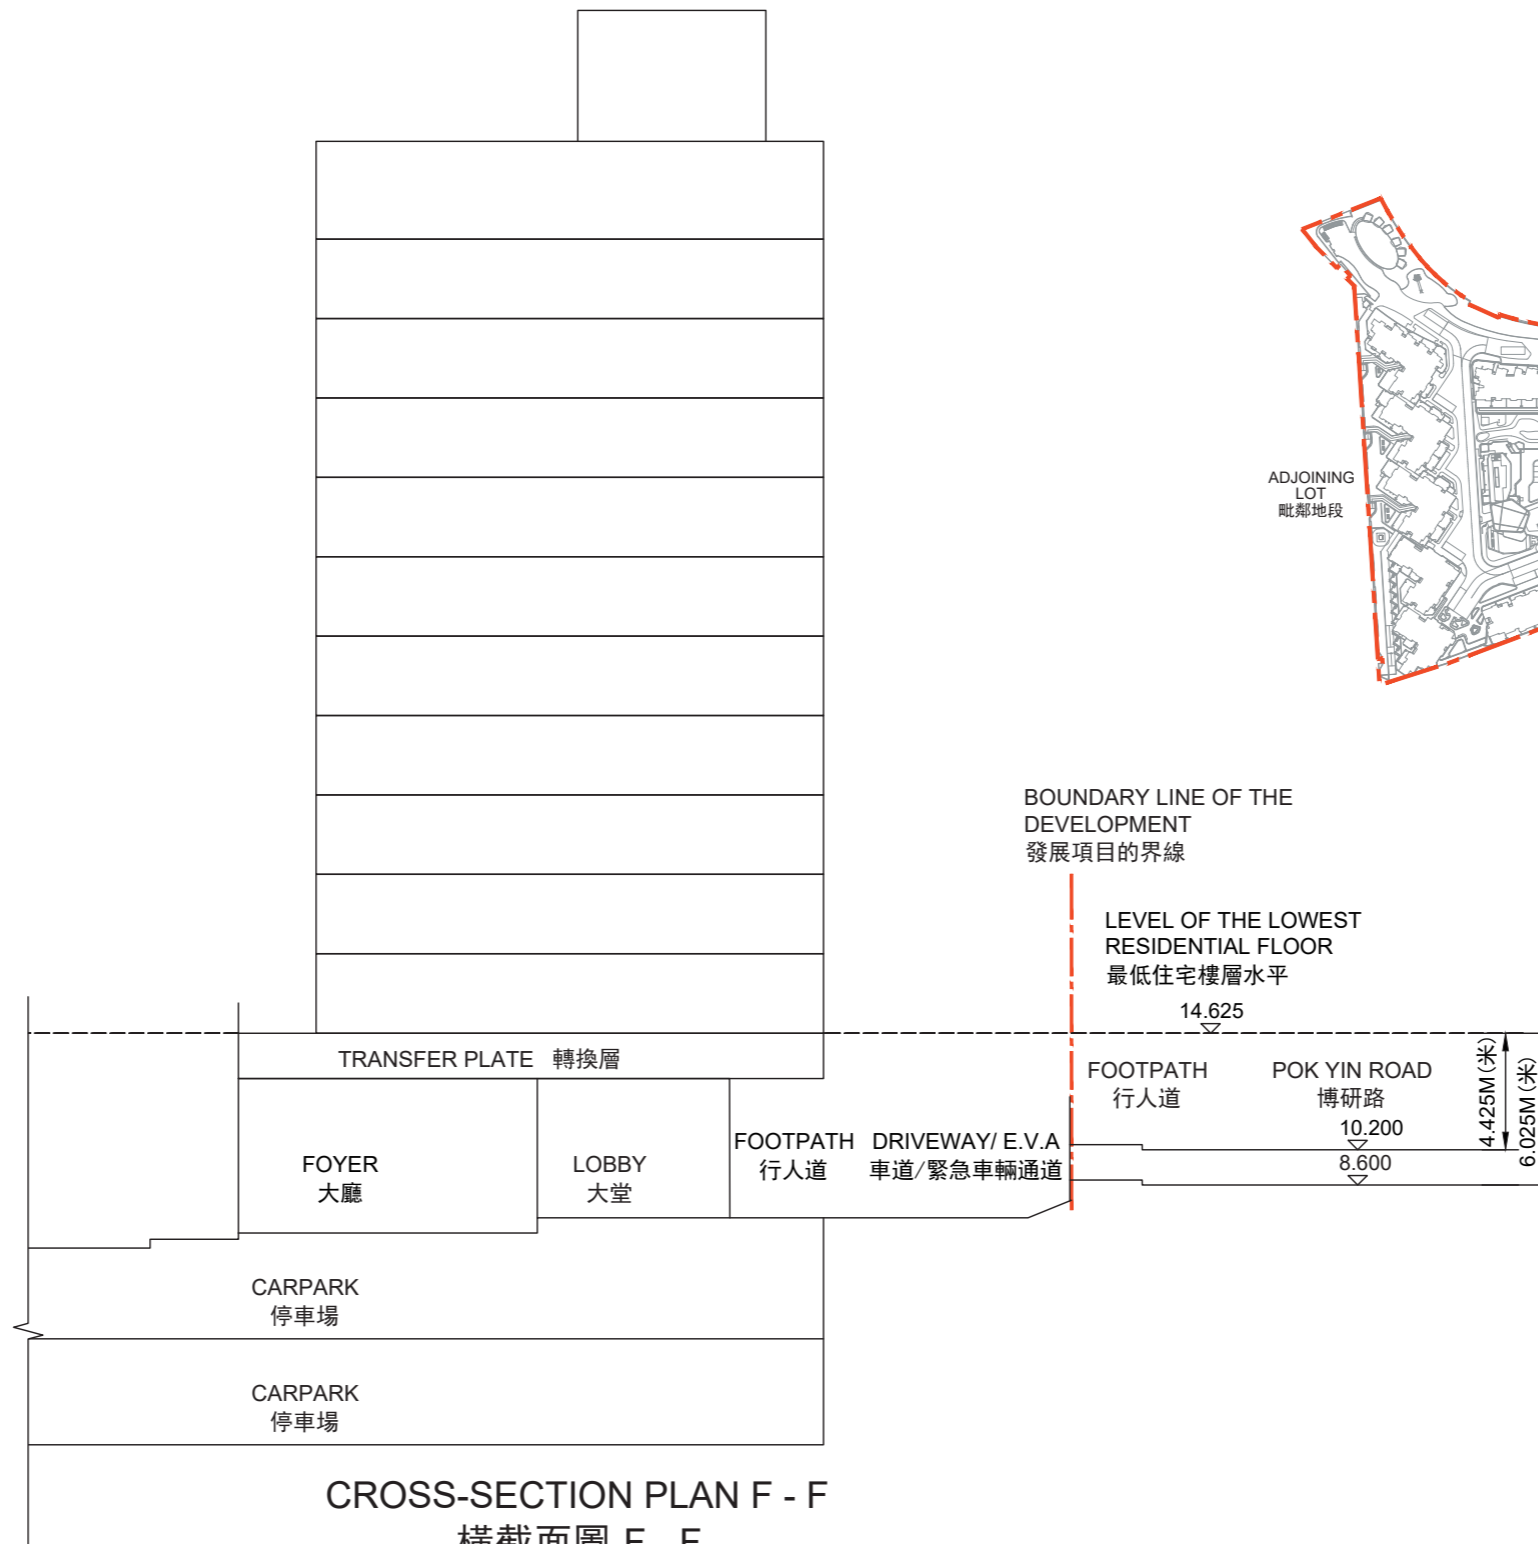 ADJOINING
LOT
毗鄰地段
BOUNDARY LINE OF THE
DEVELOPMENT
發展項目的界線
LEVEL OF THE LOWEST
RESIDENTIAL FLOOR
最低住宅樓層水平
14.625
TRANSFER PLATE 轉換層
FOOTPATH
行人道
POK YIN ROAD
博研路
10.200
8.600
4.425M (米)
6.025M (米)
FOYER
大廳
LOBBY
大堂
FOOTPATH
行人道
DRIVEWAY/ E.V.A
車道/緊急車輛通道
CARPARK
停車場
CARPARK
停車場
CROSS-SECTION PLAN F - F
橫截面圖 F - F